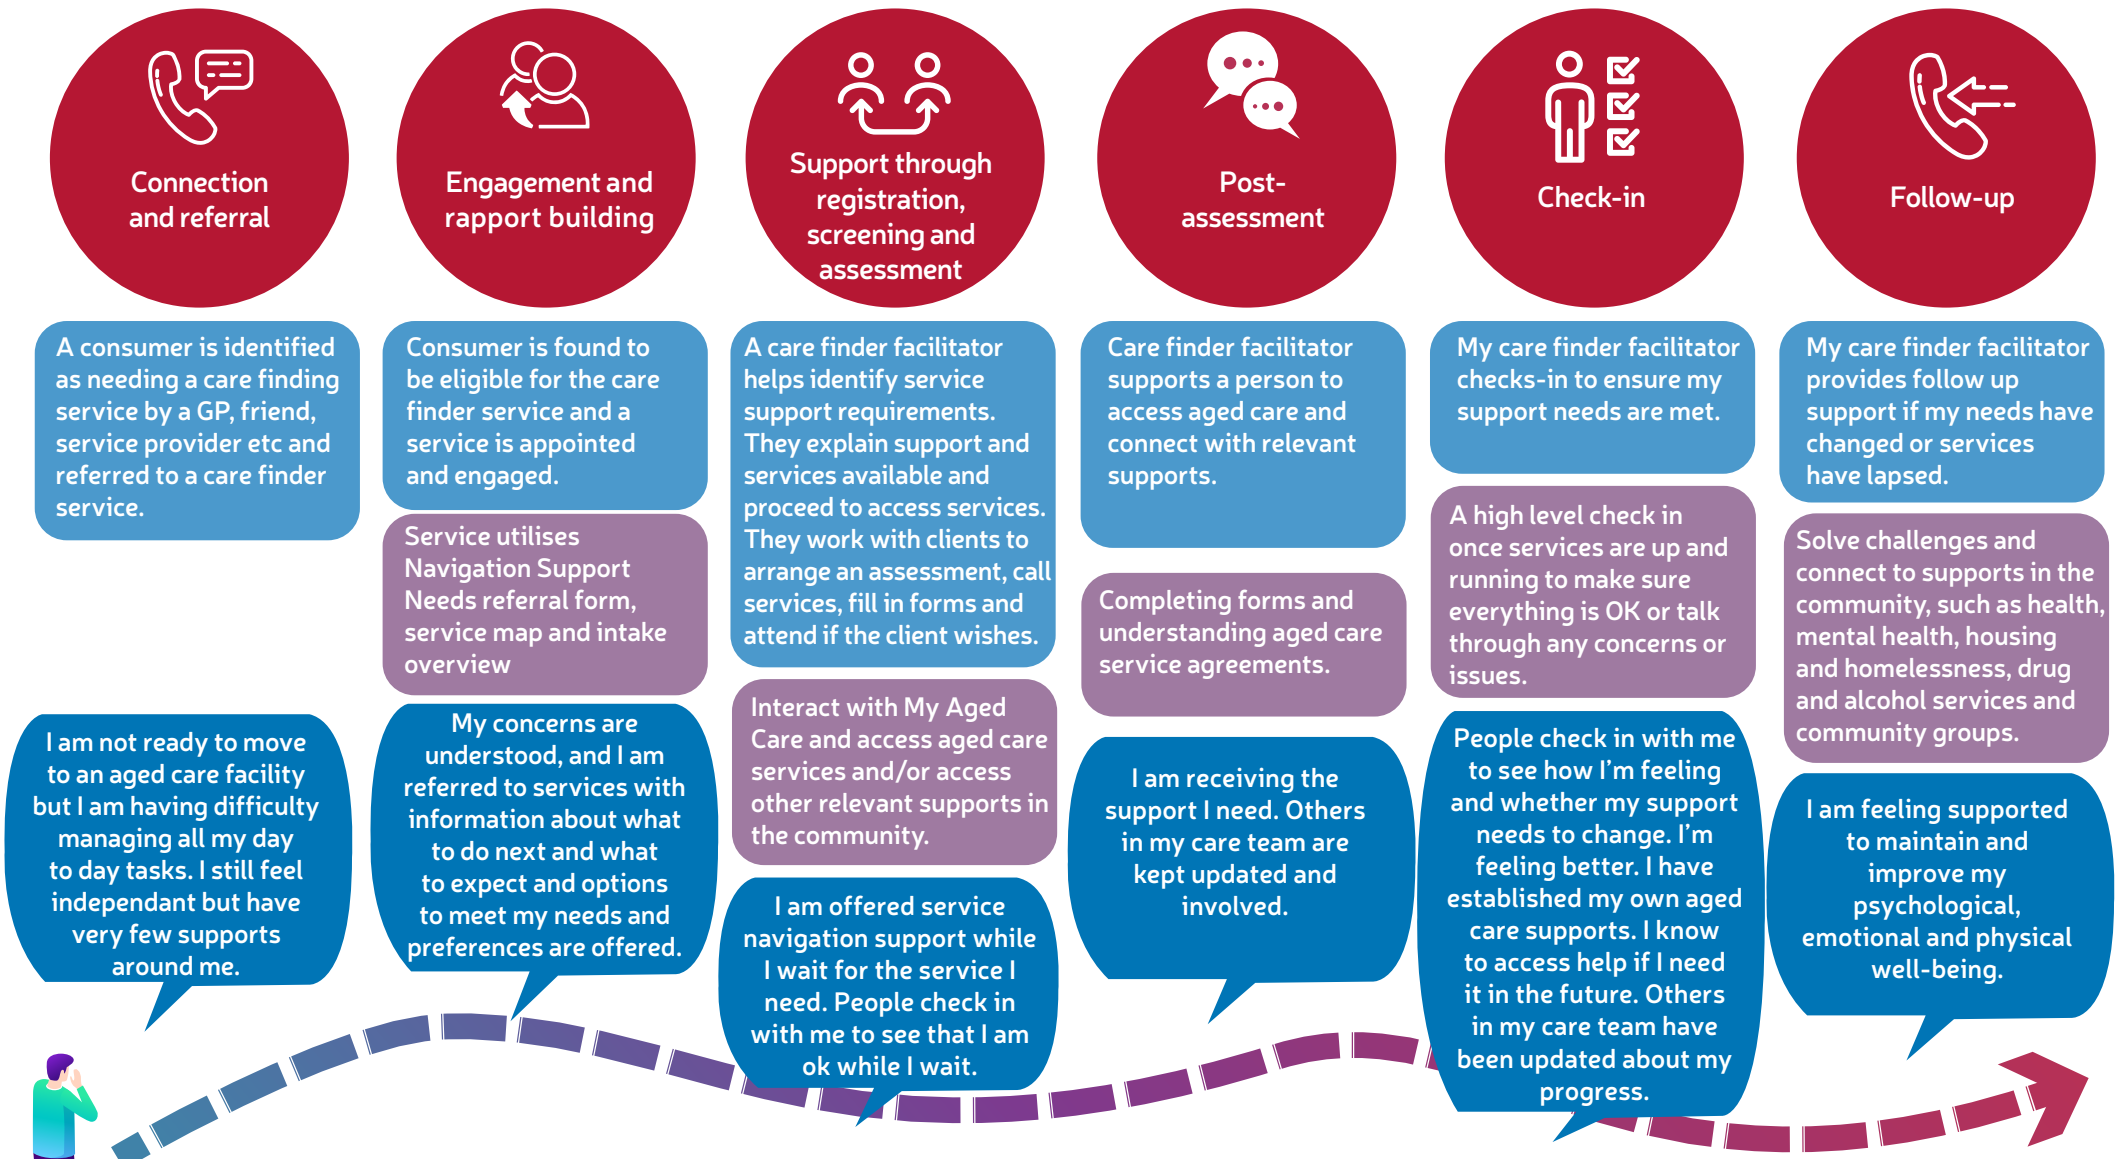 Connection
and referral
Engagement and
rapport building
Support through
registration,
screening and
assessment
Post-
assessment
Check-in
Follow-up
A consumer is identified
as needing a care finding
service by a GP, friend,
service provider etc and
referred to a care finder
service.
I am not ready to move
to an aged care facility
but I am having difficulty
managing all my day
to day tasks. I still feel
independant but have
very few supports
around me.
Consumer is found to
be eligible for the care
finder service and a
service is appointed
and engaged.
Service utilises
Navigation Support
Needs referral form,
service map and intake
overview
My concerns are
understood, and I am
referred to services with
information about what
to do next and what
to expect and options
to meet my needs and
preferences are offered.
A care finder facilitator
helps identify service
support requirements.
They explain support and
services available and
proceed to access services.
They work with clients to
arrange an assessment, call
services, fill in forms and
attend if the client wishes.
Interact with My Aged
Care and access aged care
services and/or access
other relevant supports in
the community.
I am offered service
navigation support while
I wait for the service I
need. People check in
with me to see that I am
ok while I wait.
Care finder facilitator
supports a person to
access aged care and
connect with relevant
supports.
Completing forms and
understanding aged care
service agreements.
I am receiving the
support I need. Others
in my care team are
kept updated and
involved.
My care finder facilitator
checks-in to ensure my
support needs are met.
A high level check in
once services are up and
running to make sure
everything is OK or talk
through any concerns or
issues.
People check in with me
to see how I'm feeling
and whether my support
needs to change. I'm
feeling better. I have
established my own aged
care supports. I know
to access help if I need
it in the future. Others
in my care team have
been updated about my
progress.
My care finder facilitator
provides follow up
support if my needs have
changed or services
have lapsed.
Solve challenges and
connect to supports in the
community, such as health,
mental health, housing
and homelessness, drug
and alcohol services and
community groups.
I am feeling supported
to maintain and
improve my
psychological,
emotional and physical
well-being.